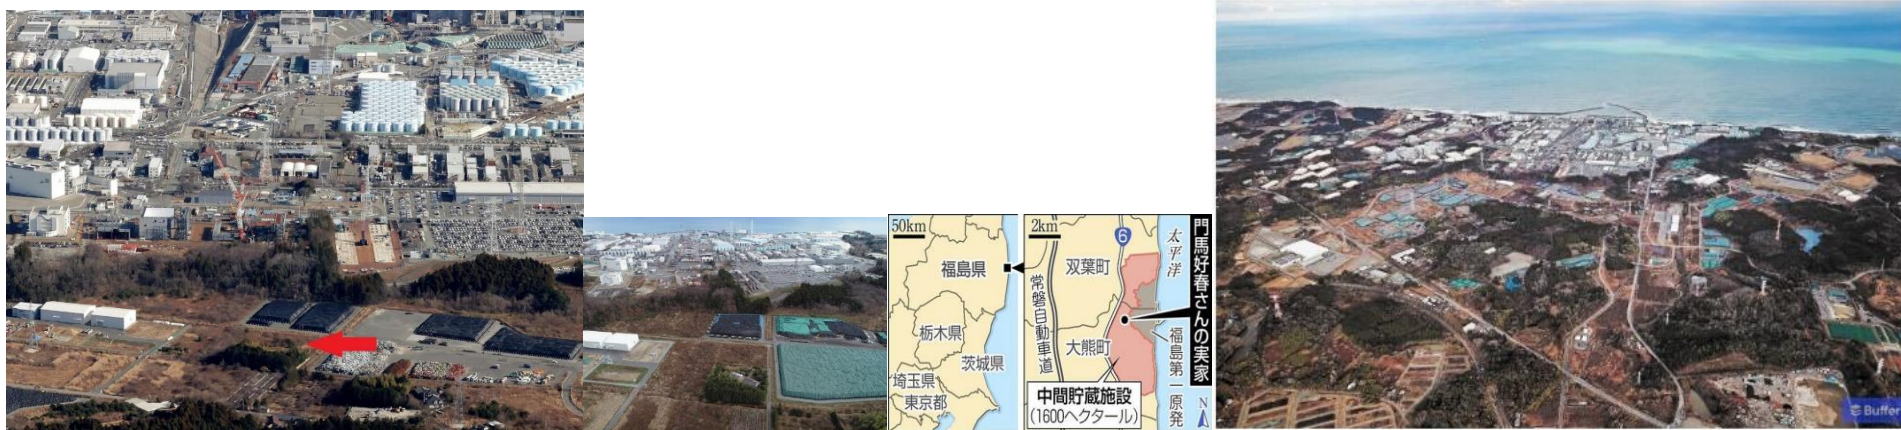 50km
福島県
栃木県
茨城県
埼玉県
東京都
2km
6
太平洋
双葉町
常磐自動車道
大熊町
福島第一原発
中間貯蔵施設
(1600ヘクタール)
門馬好春さんの実家
N
Buffer